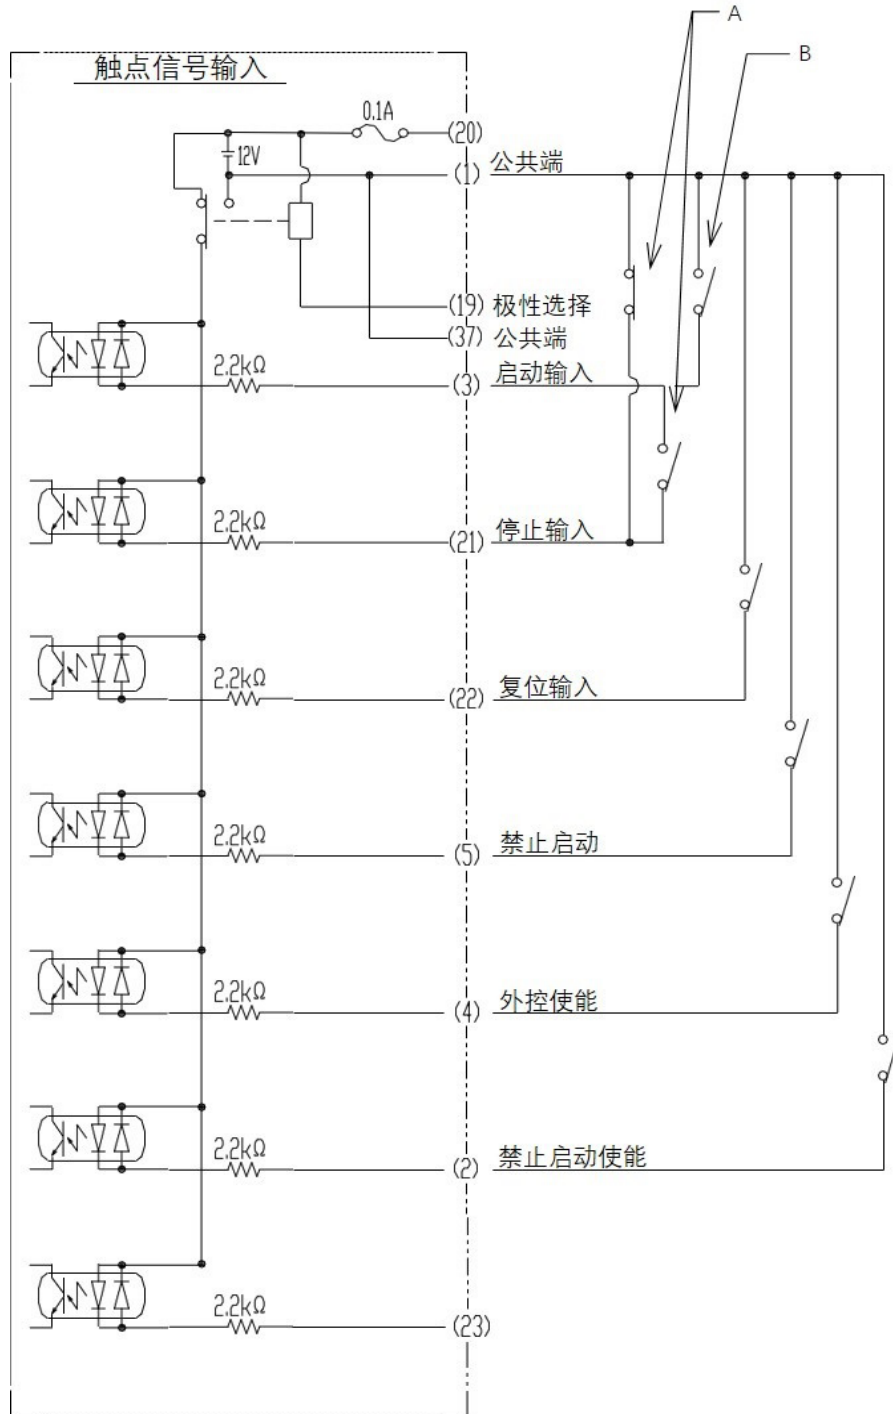 A
B
触点信号输入
0.1A
(20)
12V
(1) 公共端
(19) 极性选择
(37) 公共端
2.2kΩ
(3) 启动输入
2.2kΩ
(21) 停止输入
2.2kΩ
(22) 复位输入
2.2kΩ
(5) 禁止启动
2.2kΩ
(4) 外控使能
2.2kΩ
(2) 禁止启动使能
2.2kΩ
(23)